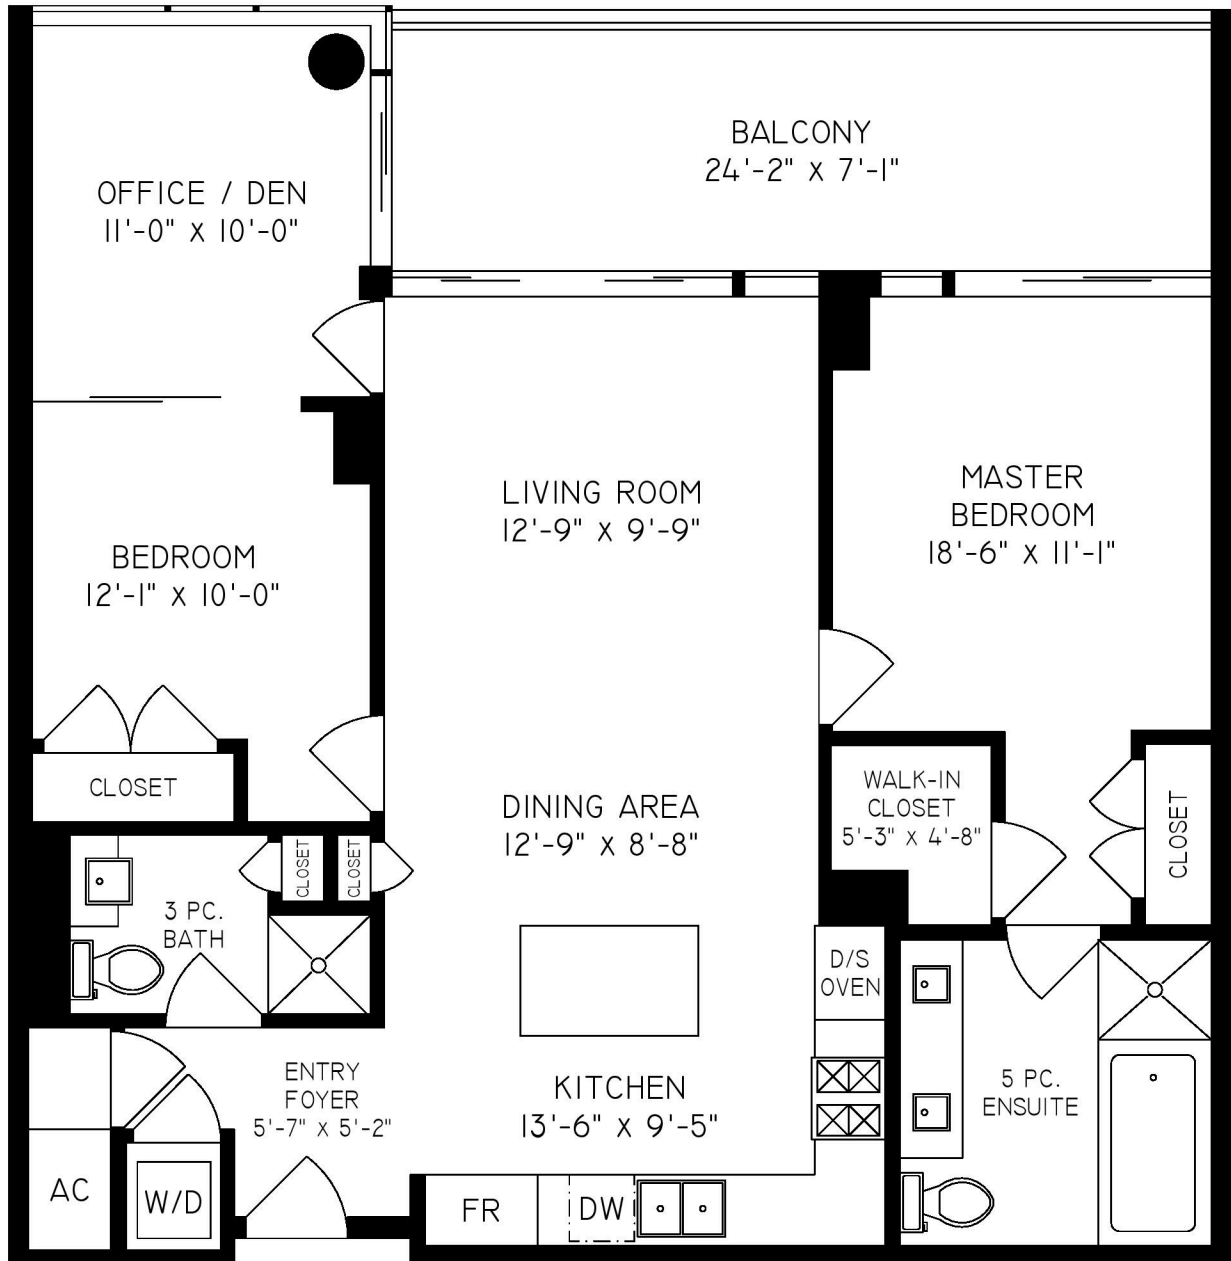 BALCONY
24'-2" X 7'-1"
OFFICE / DEN
11'-0" X 10'-0"
LIVING ROOM
12'-9" X 9'-9"
MASTER
BEDROOM
18'-6" X 11'-1"
BEDROOM
12'-1" X 10'-0"
CLOSET
DINING AREA
12'-9" X 8'-8"
WALK-IN
CLOSET
5'-3" X 4'-8"
CLOSET
CLOSET
CLOSET
3 PC.
BATH
D/S
OVEN
ENTRY
FOYER
5'-7" X 5'-2"
KITCHEN
13'-6" X 9'-5"
5 PC.
ENSUITE
AC
W/D
FR
DW